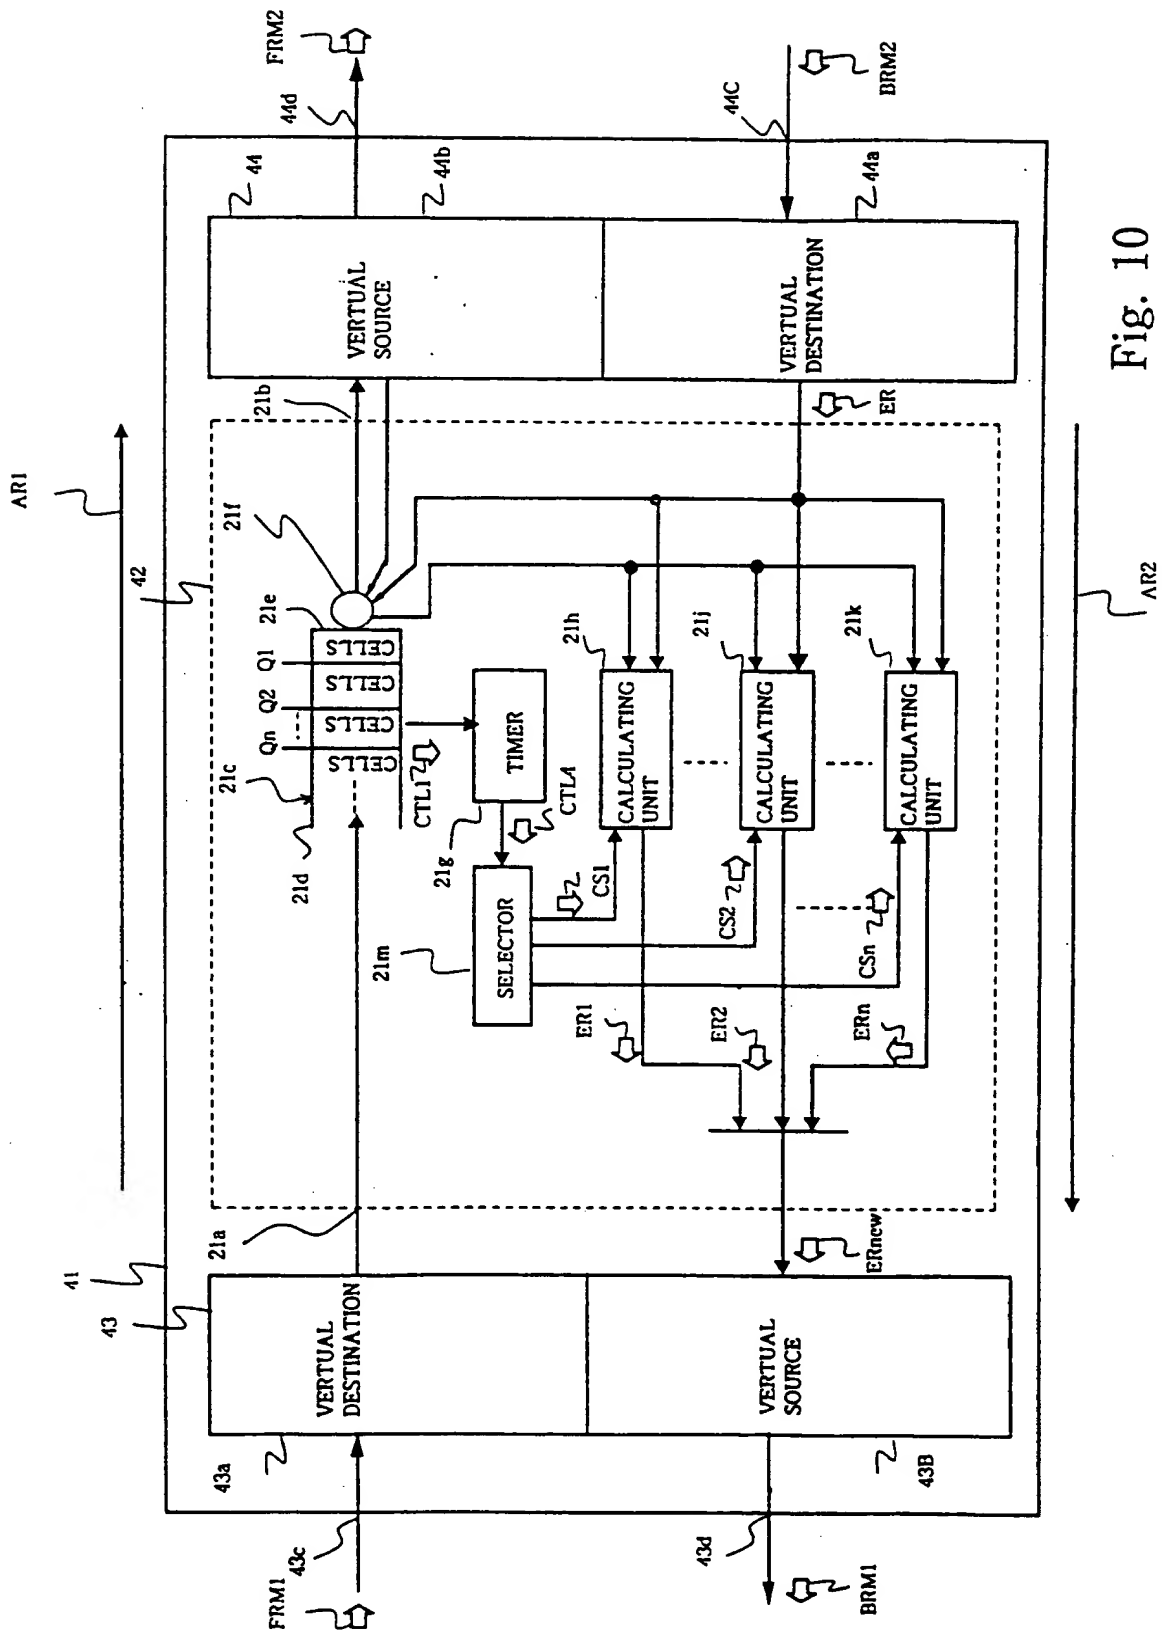 AR1
41
42
43
VERTUAL
DESTINATION
43a
FRM1
43c
21a
21d
21c
Qn
Q2
Q1
CELLS
CELLS
CELLS
CELLS
21e
21f
21b
44
VERTUAL
SOURCE
44b
44d
FRM2
CTL1
TIMER
21g
CTLA
SELECTOR
21m
CS1
CS2
CSn
21h
CALCULATING
UNIT
21j
CALCULATING
UNIT
21k
CALCULATING
UNIT
ER1
ER2
ERn
ER
VERTUAL
DESTINATION
44a
44C
BRM2
VERTUAL
SOURCE
43B
43d
BRM1
ERnew
AR2
Fig. 10